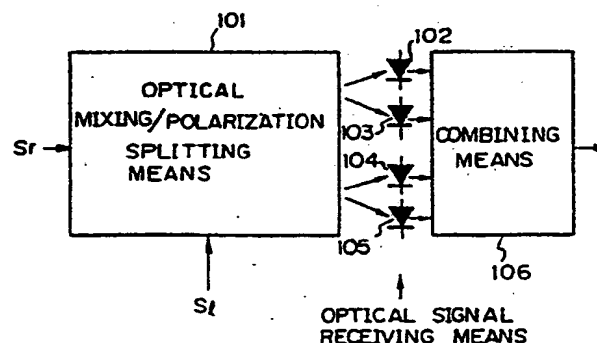 101
102
OPTICAL
MIXING/POLARIZATION
SPLITTING
MEANS
103
104
105
COMBINING
MEANS
106
Sr
Sℓ
OPTICAL SIGNAL
RECEIVING MEANS